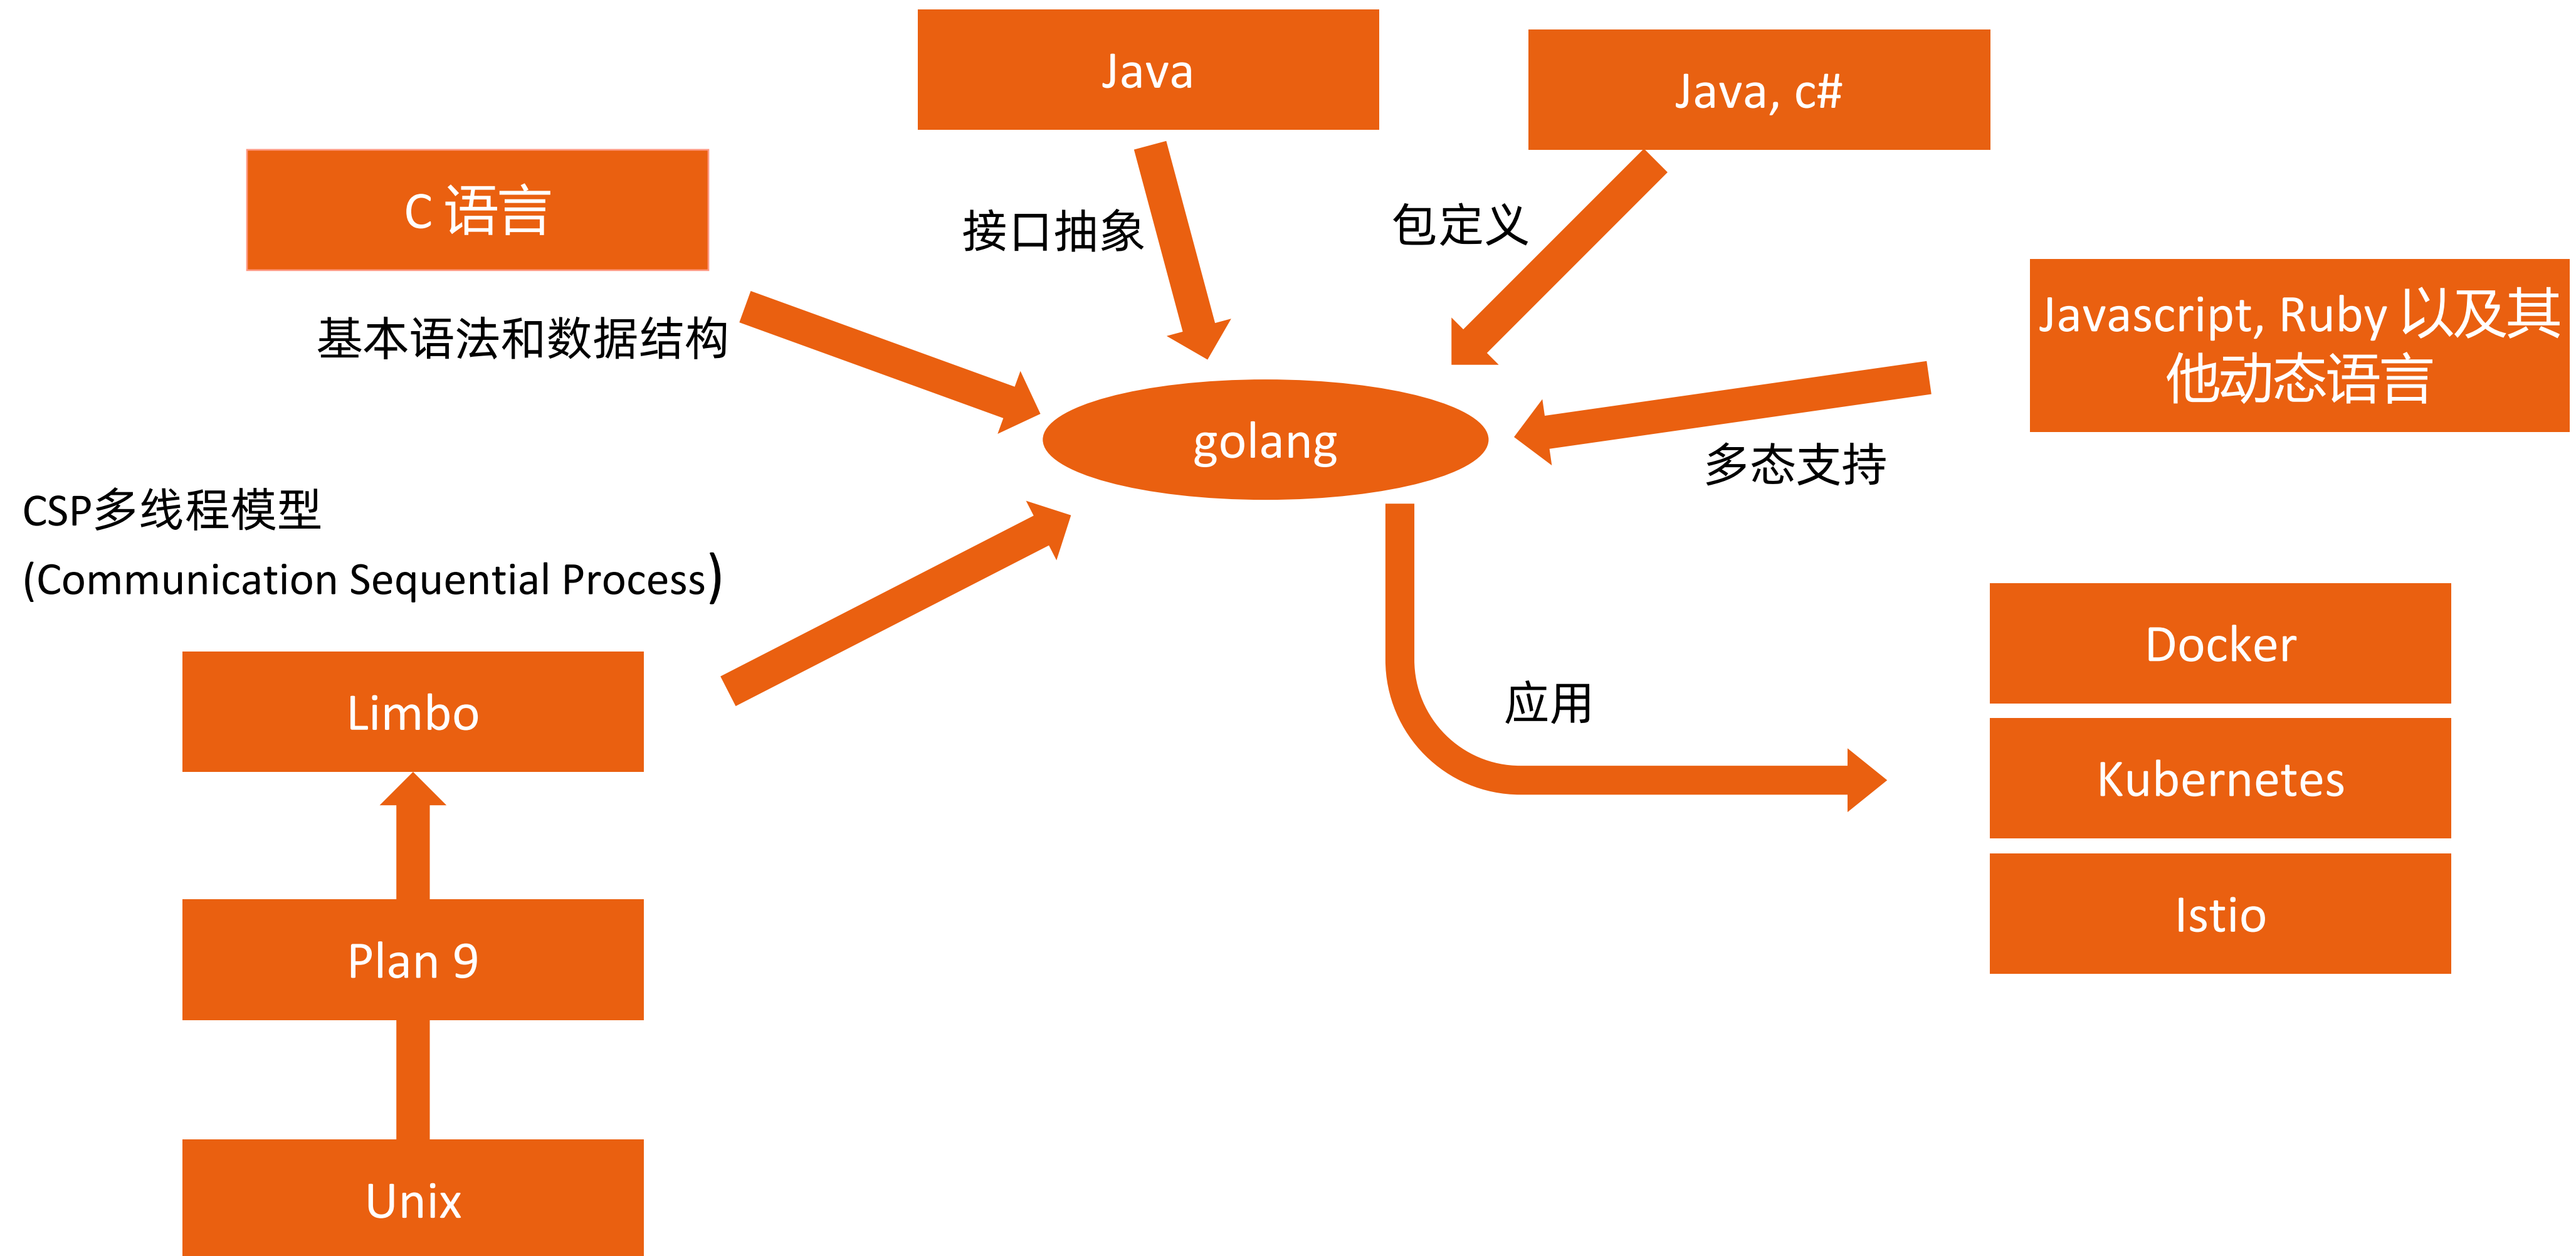 Java
Java, c#
C 语言
接口抽象
包定义
基本语法和数据结构
Javascript, Ruby 以及其
他动态语言
golang
多态支持
CSP多线程模型
(Communication Sequential Process)
Limbo
应用
Docker
Kubernetes
Istio
Plan 9
Unix